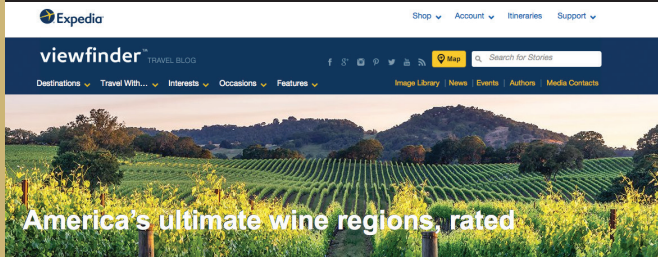 Expedia
Shop Account Itineraries Support
viewfinder™ TRAVEL BLOG
Map
Search for Stories
Destinations Travel With... Interests Occasions Features
Image Library | News | Events | Authors | Media Contacts
America's ultimate wine regions, rated